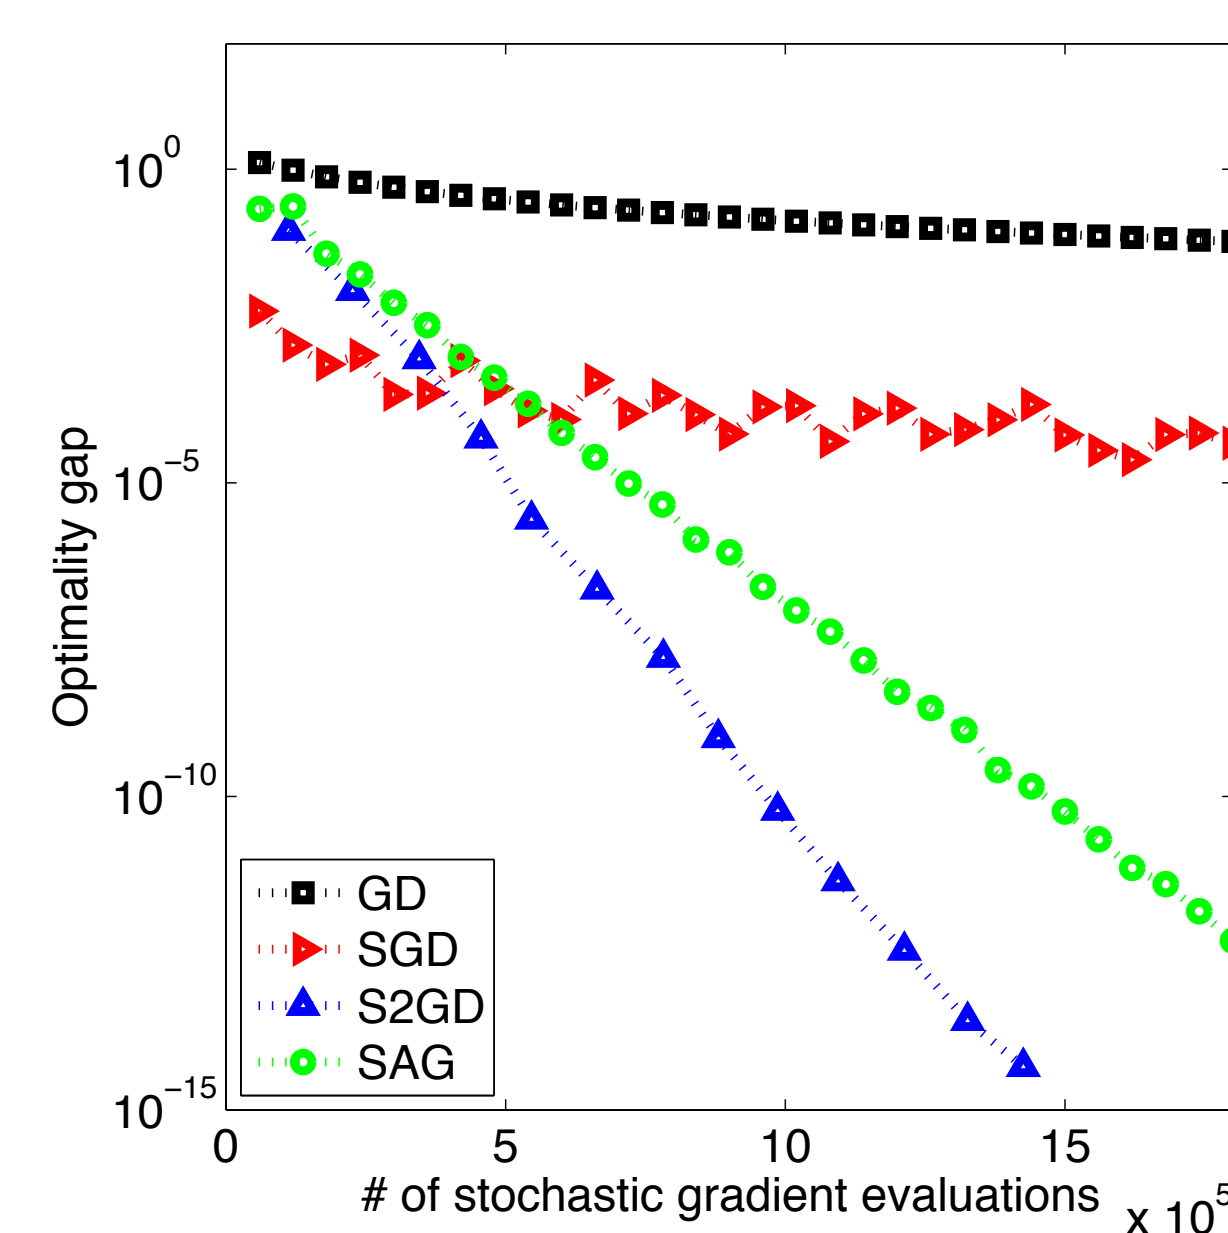 10^0
10^−5
10^−10
10^−15
Optimality gap
GD
SGD
S2GD
SAG
0 5 10 15
# of stochastic gradient evaluations
x 10^5